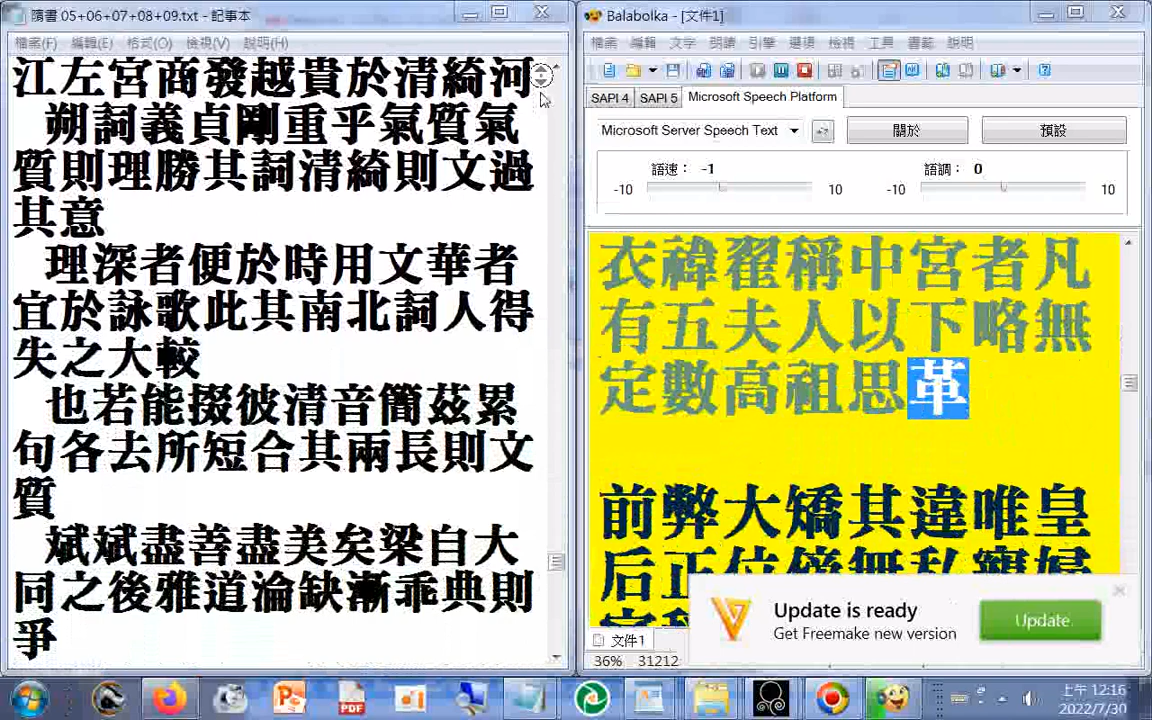 隋書 05+06+07+08+09.txt - 記事本
檔案(F) 編輯(E) 格式(O) 檢視(V) 說明(H)
江左宮商發越貴於清綺河
朔詞義貞剛重乎氣質氣
質則理勝其詞清綺則文過
其意
理深者便於時用文華者
宜於詠歌此其南北詞人得
失之大較
也若能掇彼清音簡茲累
句各去所短合其兩長則文
質
斌斌盡善盡美矣梁自大
同之後雅道淪缺漸乖典則
爭
Balabolka - [文件1]
檔案 編輯 文字 朗讀 引擎 選項 檢視 工具 書籤 說明
SAPI 4 SAPI 5 Microsoft Speech Platform
Microsoft Server Speech Text
關於
預設
語速: -1
語調: 0
-10 10
-10 10
衣褘翟稱中宮者凡
有五夫人以下略無
定數高祖思革
前弊大矯其違唯皇
后正位傍無私寵婦
Update is ready
Get Freemake new version
Update
文件1
36% 31212
PDF
上午 12:16
2022/7/30